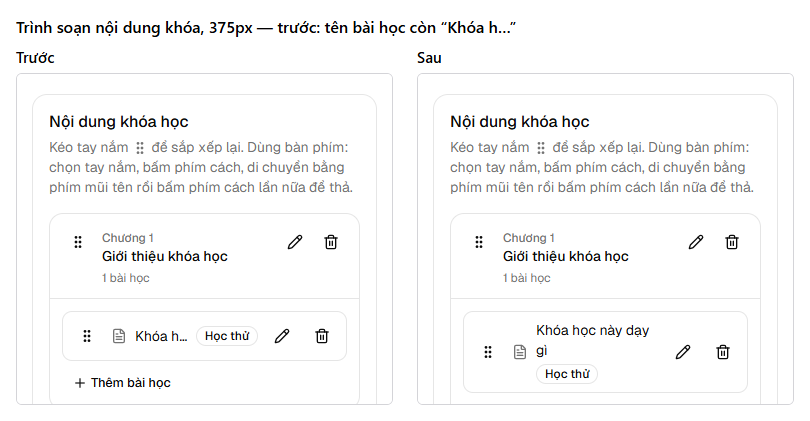 Trình soạn nội dung khóa, 375px — trước: tên bài học còn “Khóa h...”
Trước
Nội dung khóa học
Kéo tay nắm để sắp xếp lại. Dùng bàn phím:
chọn tay nắm, bấm phím cách, di chuyển bằng
phím mũi tên rồi bấm phím cách lần nữa để thả.
Chương 1
Giới thiệu khóa học
1 bài học
Khóa h... Học thử
+ Thêm bài học
Sau
Nội dung khóa học
Kéo tay nắm để sắp xếp lại. Dùng bàn phím:
chọn tay nắm, bấm phím cách, di chuyển bằng
phím mũi tên rồi bấm phím cách lần nữa để thả.
Chương 1
Giới thiệu khóa học
1 bài học
Khóa học này dạy
gì
Học thử